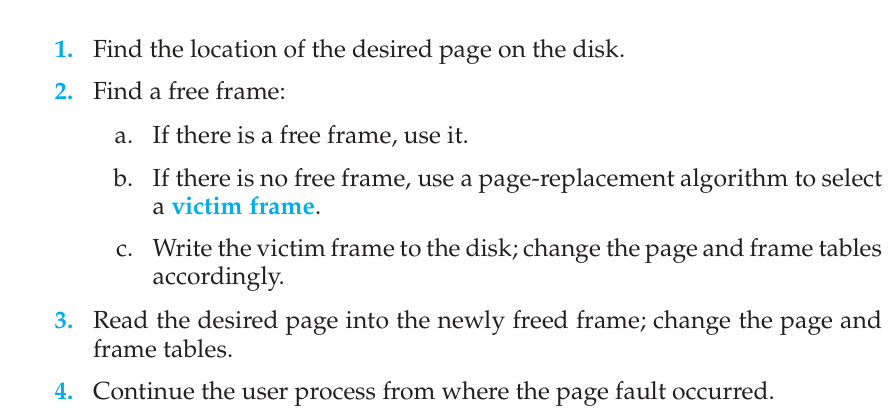 1. Find the location of the desired page on the disk.
2. Find a free frame:
a. If there is a free frame, use it.
b. If there is no free frame, use a page-replacement algorithm to select
a victim frame.
c. Write the victim frame to the disk; change the page and frame tables
accordingly.
3. Read the desired page into the newly freed frame; change the page and
frame tables.
4. Continue the user process from where the page fault occurred.